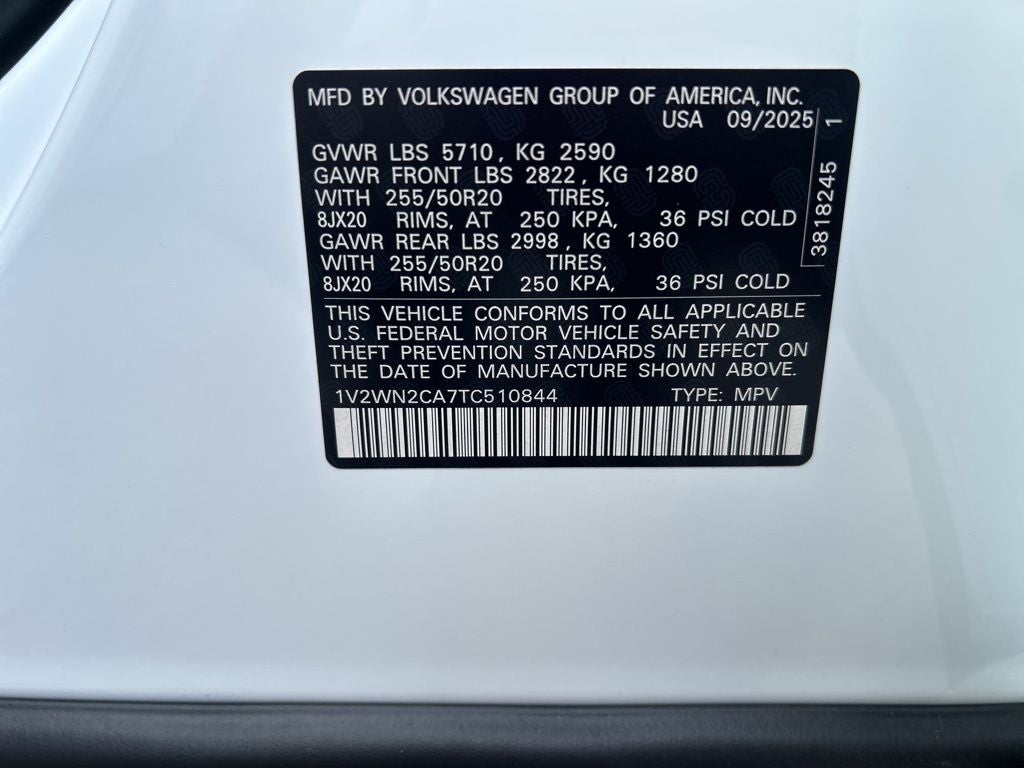 MFD BY VOLKSWAGEN GROUP OF AMERICA, INC.
USA 09/2025
GVWR LBS 5710, KG 2590
GAWR FRONT LBS 2822, KG 1280
WITH 255/50R20 TIRES,
8JX20 RIMS, AT 250 KPA, 36 PSI COLD
GAWR REAR LBS 2998, KG 1360
WITH 255/50R20 TIRES,
8JX20 RIMS, AT 250 KPA, 36 PSI COLD
3818245 1
THIS VEHICLE CONFORMS TO ALL APPLICABLE
U.S. FEDERAL MOTOR VEHICLE SAFETY AND
THEFT PREVENTION STANDARDS IN EFFECT ON
THE DATE OF MANUFACTURE SHOWN ABOVE.
1V2WN2CA7TC510844 TYPE: MPV